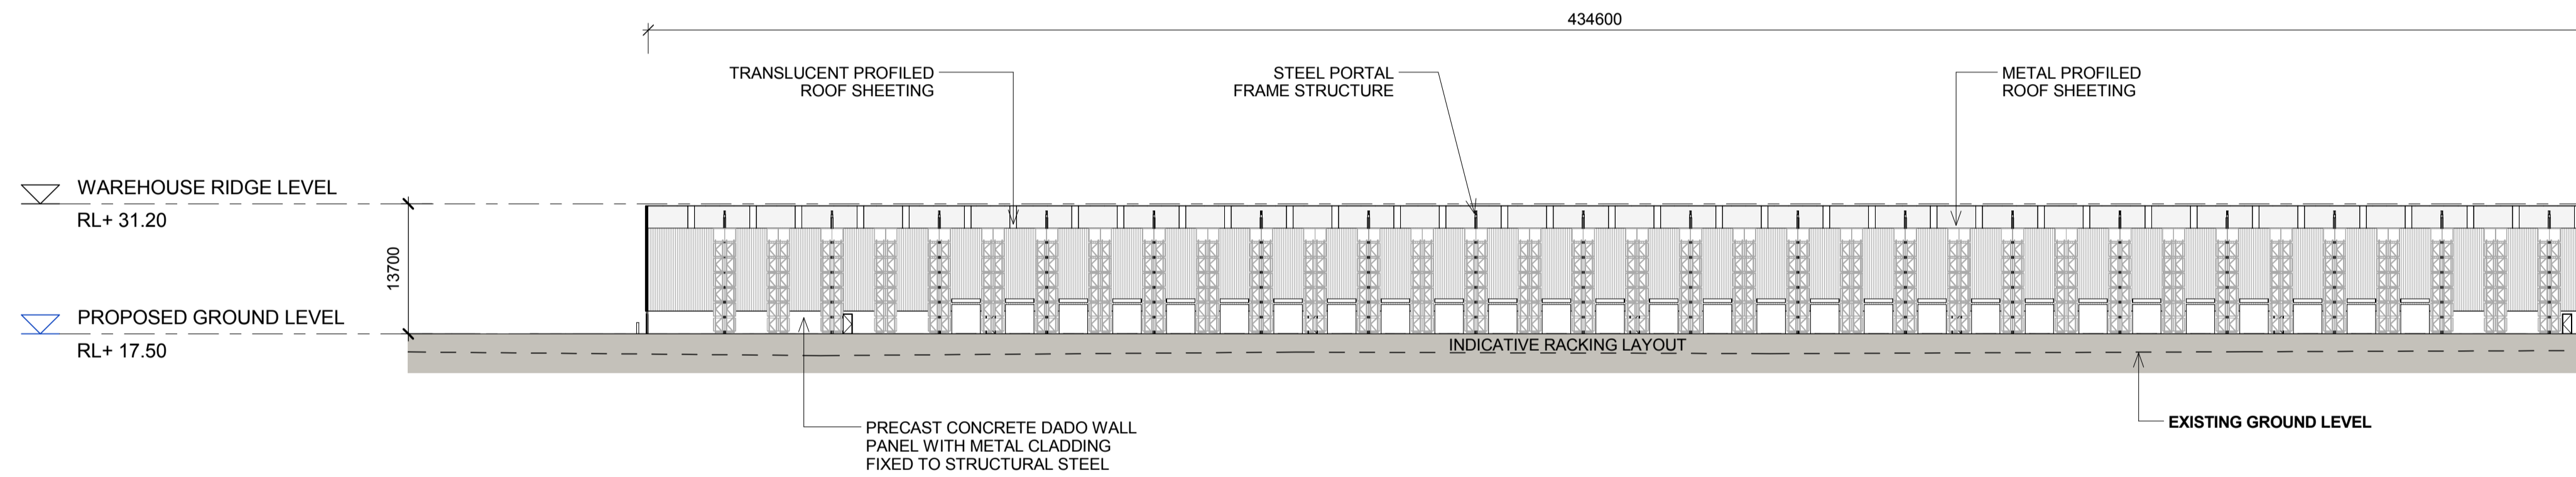 434600
TRANSLUCENT PROFILED
ROOF SHEETING
STEEL PORTAL
FRAME STRUCTURE
METAL PROFILED
ROOF SHEETING
WAREHOUSE RIDGE LEVEL
RL+ 31.20
13700
PROPOSED GROUND LEVEL
RL+ 17.50
INDICATIVE RACKING LAYOUT
PRECAST CONCRETE DADO WALL
PANEL WITH METAL CLADDING
FIXED TO STRUCTURAL STEEL
EXISTING GROUND LEVEL